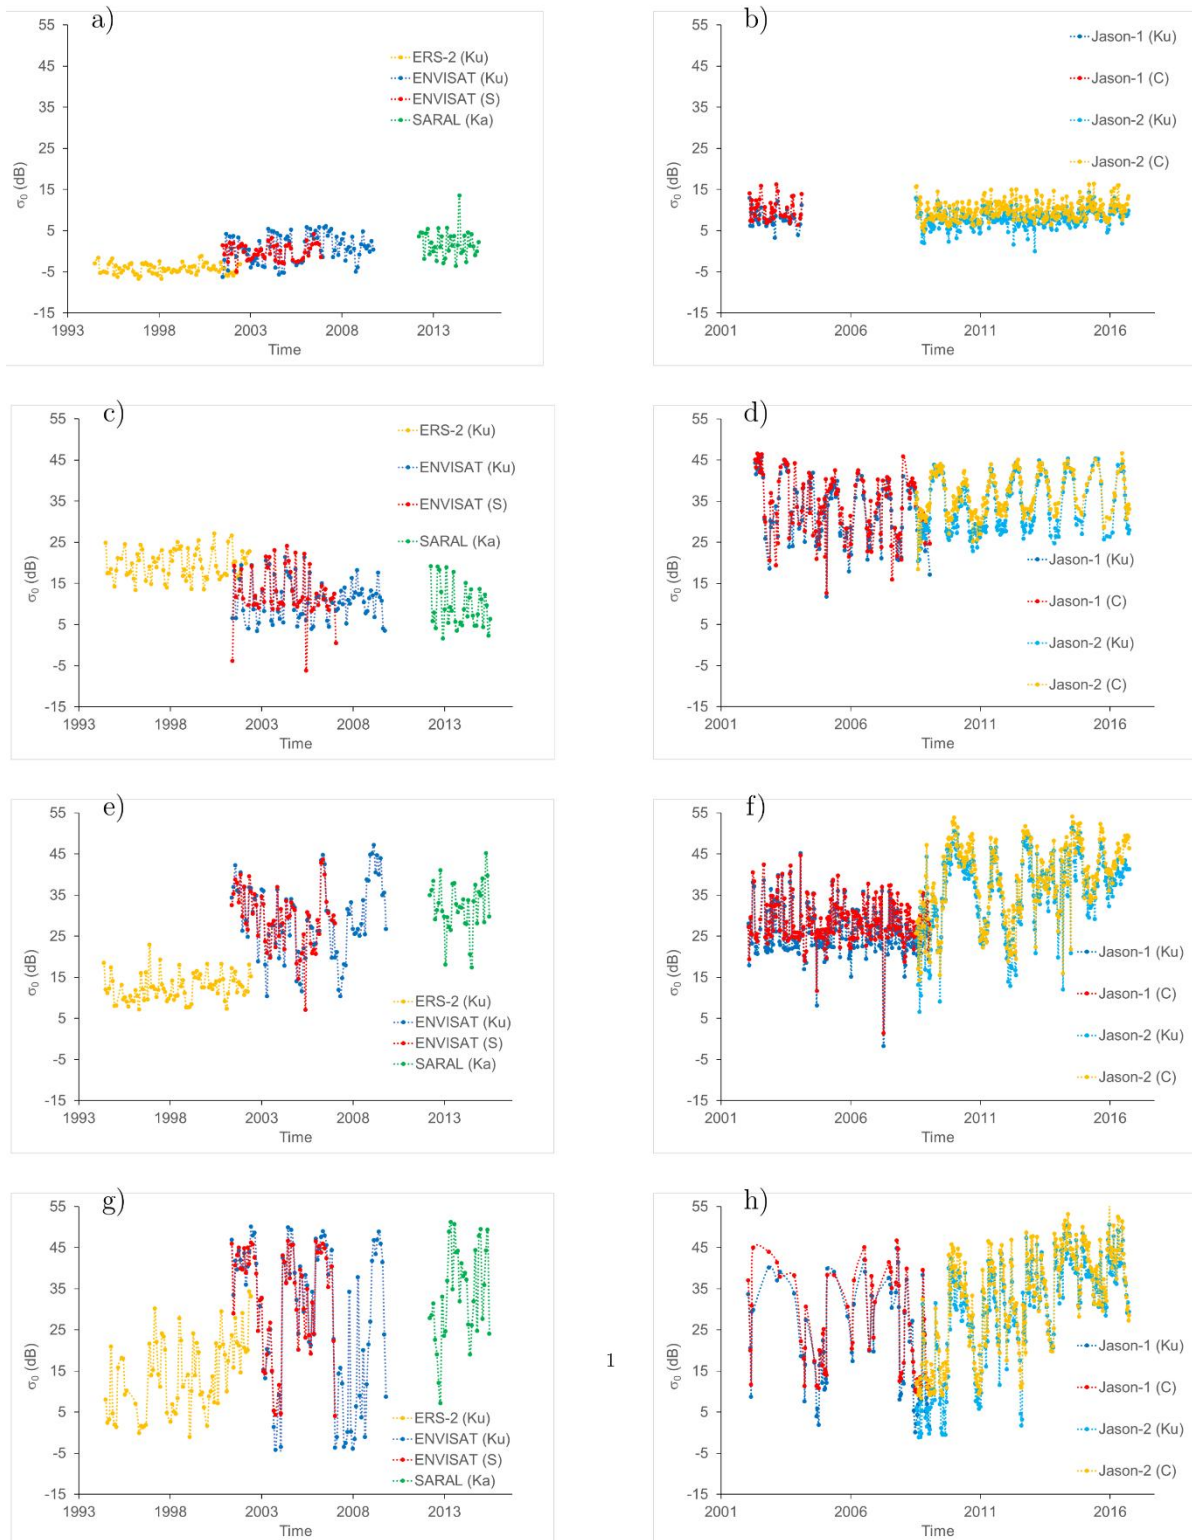 a)
55
45
35
25
15
5
-5
-15
σ0 (dB)
ERS-2 (Ku)
ENVISAT (Ku)
ENVISAT (S)
SARAL (Ka)
1993 1998 2003 2008 2013
Time
b)
55
45
35
25
15
5
-5
-15
σ0 (dB)
Jason-1 (Ku)
Jason-1 (C)
Jason-2 (Ku)
Jason-2 (C)
2001 2006 2011 2016
Time
c)
55
45
35
25
15
5
-5
-15
σ0 (dB)
ERS-2 (Ku)
ENVISAT (Ku)
ENVISAT (S)
SARAL (Ka)
1993 1998 2003 2008 2013
Time
d)
55
45
35
25
15
5
-5
-15
σ0 (dB)
Jason-1 (Ku)
Jason-1 (C)
Jason-2 (Ku)
Jason-2 (C)
2001 2006 2011 2016
Time
e)
55
45
35
25
15
5
-5
-15
σ0 (dB)
ERS-2 (Ku)
ENVISAT (Ku)
ENVISAT (S)
SARAL (Ka)
1993 1998 2003 2008 2013
Time
f)
55
45
35
25
15
5
-5
-15
σ0 (dB)
Jason-1 (Ku)
Jason-1 (C)
Jason-2 (Ku)
Jason-2 (C)
2001 2006 2011 2016
Time
g)
55
45
35
25
15
5
-5
-15
σ0 (dB)
ERS-2 (Ku)
ENVISAT (Ku)
ENVISAT (S)
SARAL (Ka)
1993 1998 2003 2008 2013
Time
1
h)
55
45
35
25
15
5
-5
-15
σ0 (dB)
Jason-1 (Ku)
Jason-1 (C)
Jason-2 (Ku)
Jason-2 (C)
2001 2006 2011 2016
Time